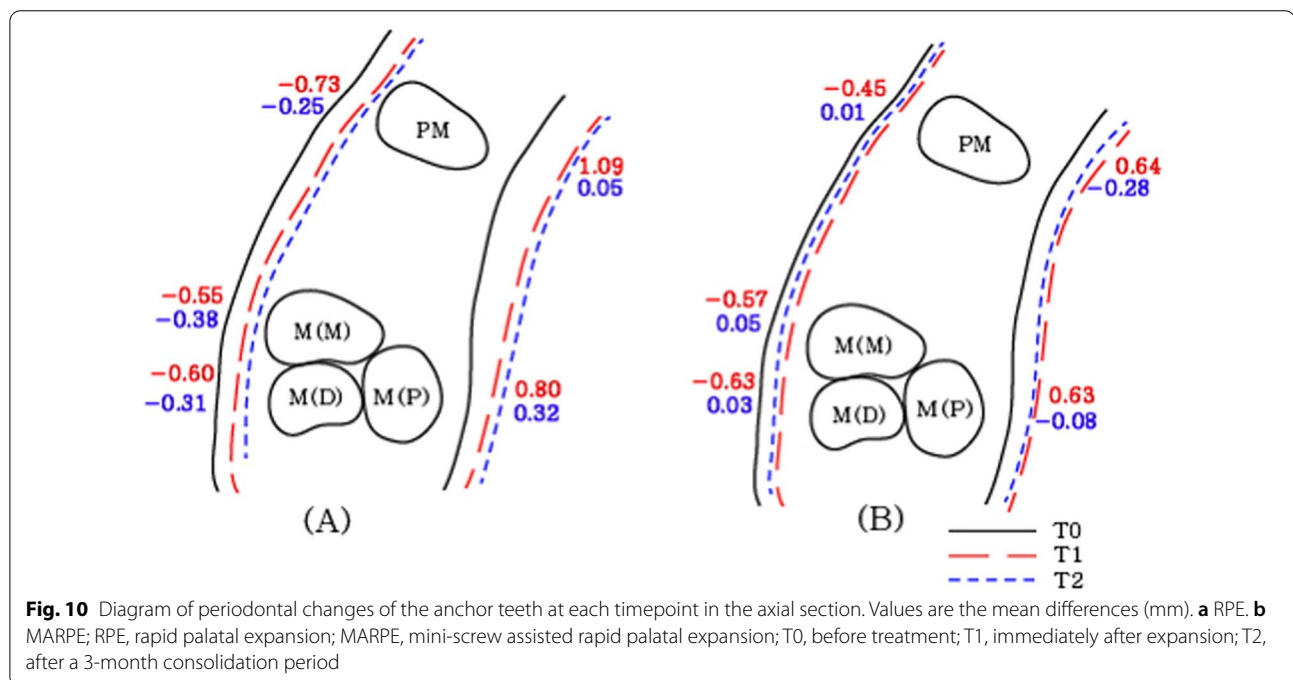 −0.73
−0.25
PM
1.09
0.05
−0.55
−0.38
M(M)
−0.60
−0.31
M(D)
M(P)
0.80
0.32
(A)
−0.45
0.01
PM
0.64
−0.28
−0.57
0.05
M(M)
−0.63
0.03
M(D)
M(P)
0.63
−0.08
(B)
T0
T1
T2
Fig. 10 Diagram of periodontal changes of the anchor teeth at each timepoint in the axial section. Values are the mean differences (mm). a RPE. b
MARPE; RPE, rapid palatal expansion; MARPE, mini-screw assisted rapid palatal expansion; T0, before treatment; T1, immediately after expansion; T2,
after a 3-month consolidation period